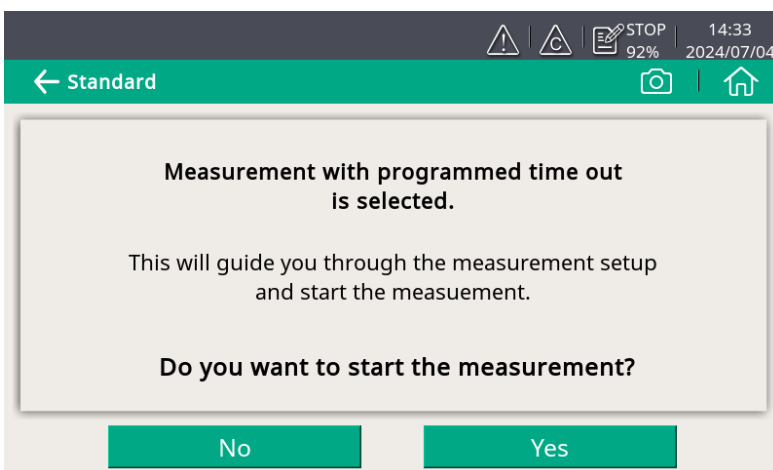 STOP 14:33
92% 2024/07/04
Standard
Measurement with programmed time out
is selected.
This will guide you through the measurement setup
and start the measuement.
Do you want to start the measurement?
No Yes